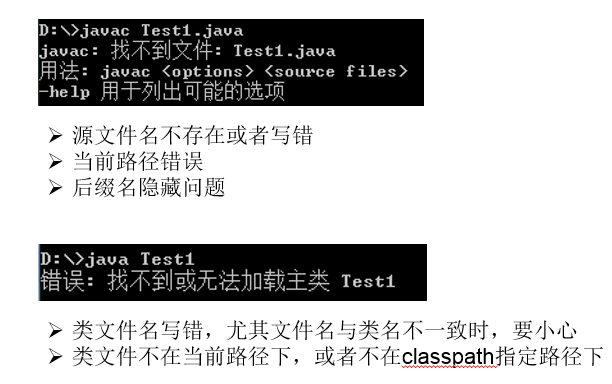 D:\>javac Test1.java
javac: 找不到文件: Test1.java
用法: javac <options> <source files>
-help 用于列出可能的选项
➢ 源文件名不存在或者写错
➢ 当前路径错误
➢ 后缀名隐藏问题
D:\>java Test1
错误: 找不到或无法加载主类 Test1
➢ 类文件名写错，尤其文件名与类名不一致时，要小心
➢ 类文件不在当前路径下，或者不在classpath指定路径下